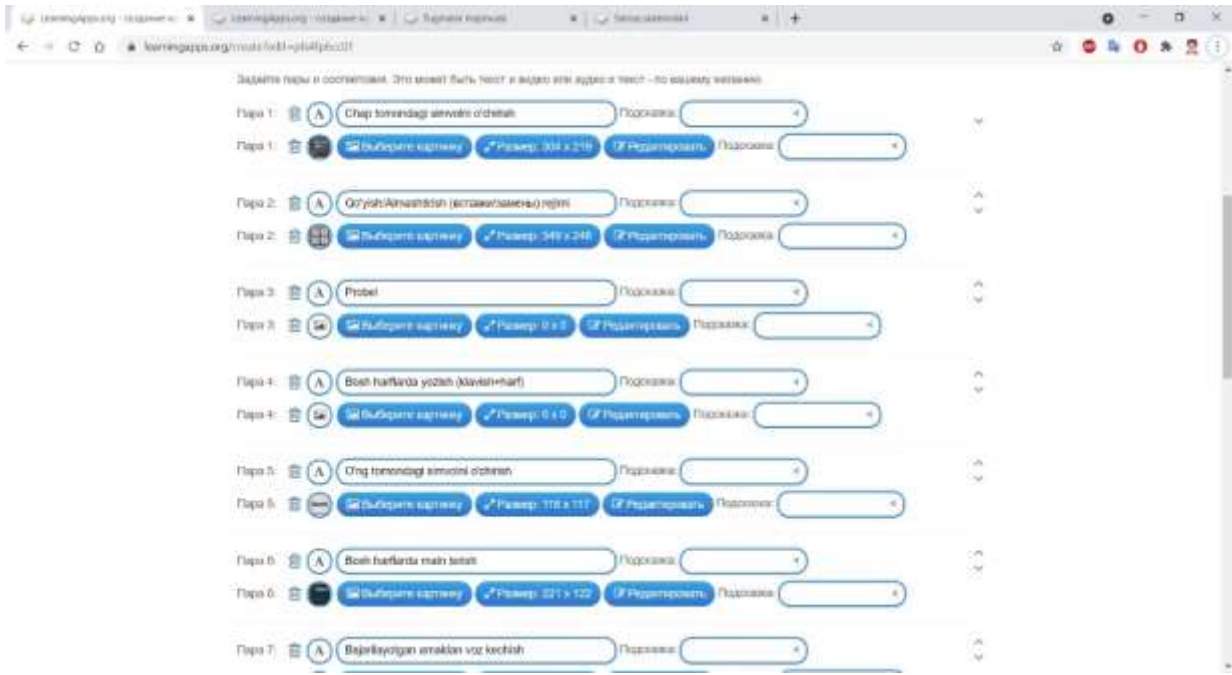 LearningApps.org - создание
learningapps.org/create
Задайте пары и соответствия. Это может быть текст и видео или аудио и текст - по вашему желанию.
Пара 1: A Chap tomondagi simvolni o'chirish Подсказка:
Пара 1: Выберите картинку Размер: 304 x 219 Редактировать Подсказка:
Пара 2: A Qo'yish/Almashtirish (вставки/замены) rejimi Подсказка:
Пара 2: Выберите картинку Размер: 349 x 248 Редактировать Подсказка:
Пара 3: A Probel Подсказка:
Пара 3: Выберите картинку Размер: 0 x 0 Редактировать Подсказка:
Пара 4: A Bosh harflarda yozish (klavish+harf) Подсказка:
Пара 4: Выберите картинку Размер: 0 x 0 Редактировать Подсказка:
Пара 5: A O'ng tomondagi simvolni o'chirish Подсказка:
Пара 5: Выберите картинку Размер: 118 x 117 Редактировать Подсказка:
Пара 6: A Bosh harflarda matn terish Подсказка:
Пара 6: Выберите картинку Размер: 221 x 122 Редактировать Подсказка:
Пара 7: A Bajarilayotgan amaldan voz kechish Подсказка: